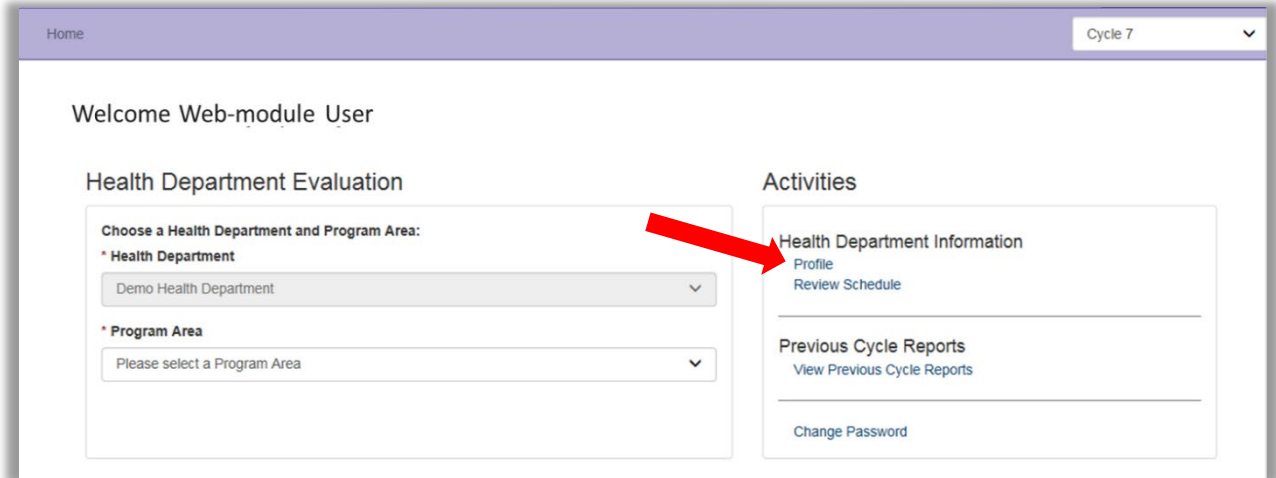 Home
Cycle 7
Welcome Web-module User
Health Department Evaluation
Choose a Health Department and Program Area:
* Health Department
Demo Health Department
* Program Area
Please select a Program Area
Activities
Health Department Information
Profile
Review Schedule
Previous Cycle Reports
View Previous Cycle Reports
Change Password